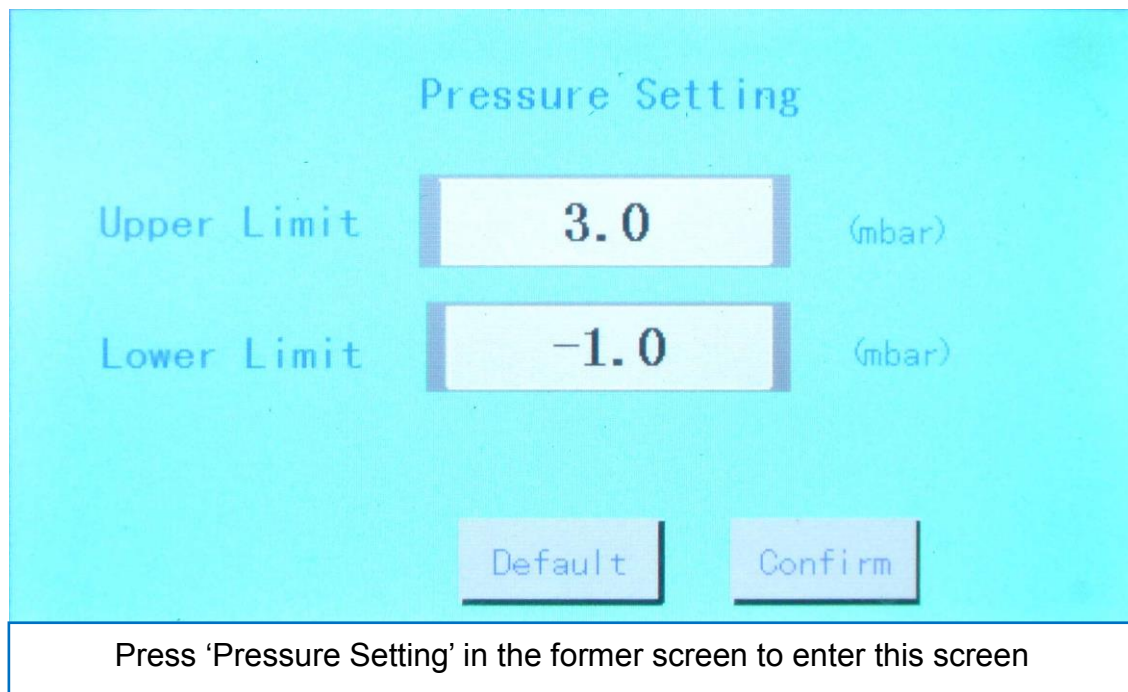 Pressure Setting
Upper Limit 3.0 (mbar)
Lower Limit -1.0 (mbar)
Default Confirm
Press ‘Pressure Setting’ in the former screen to enter this screen